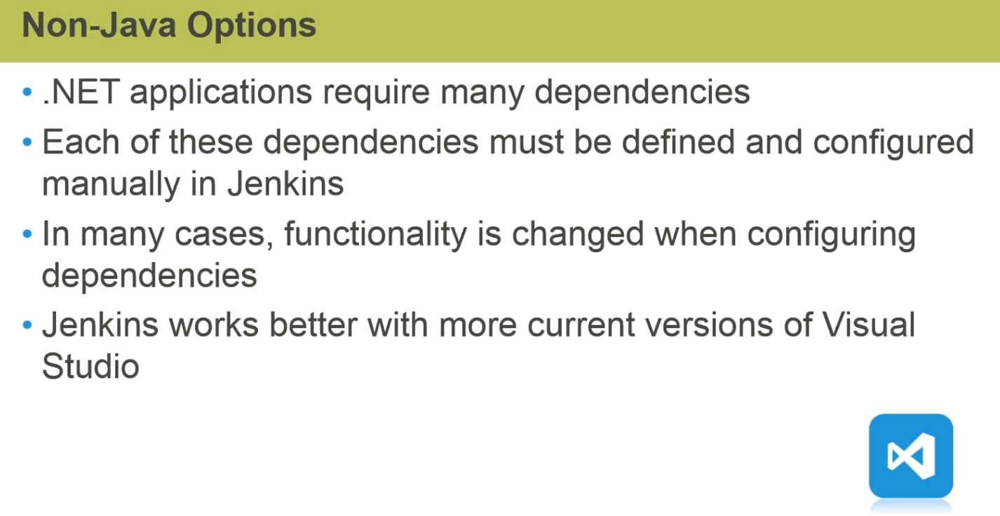 Non-Java Options
• .NET applications require many dependencies
• Each of these dependencies must be defined and configured
manually in Jenkins
• In many cases, functionality is changed when configuring
dependencies
• Jenkins works better with more current versions of Visual
Studio